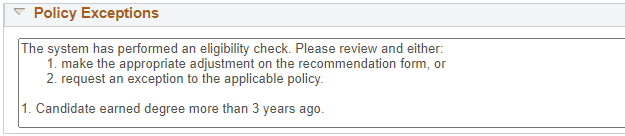 Policy Exceptions
The system has performed an eligibility check. Please review and either:
1. make the appropriate adjustment on the recommendation form, or
2. request an exception to the applicable policy.
1. Candidate earned degree more than 3 years ago.